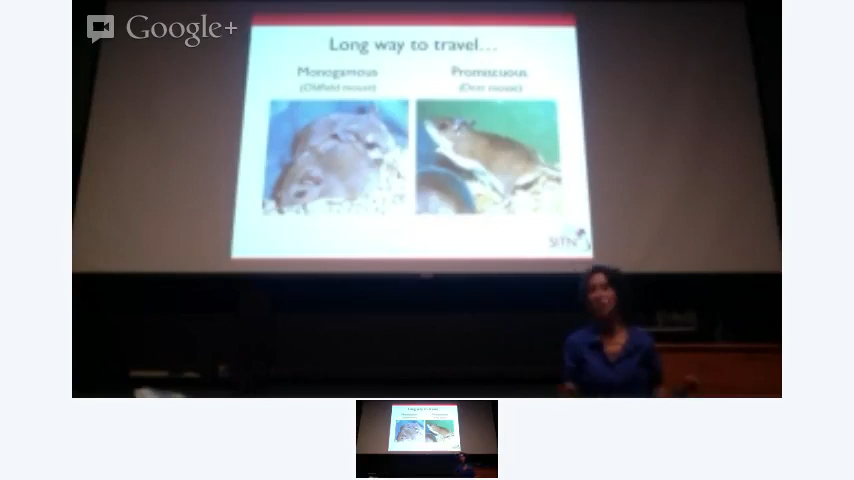 Google+
Long way to travel...
Monogamous
(Oldfield mouse)
Promiscuous
(Deer mouse)
SITN